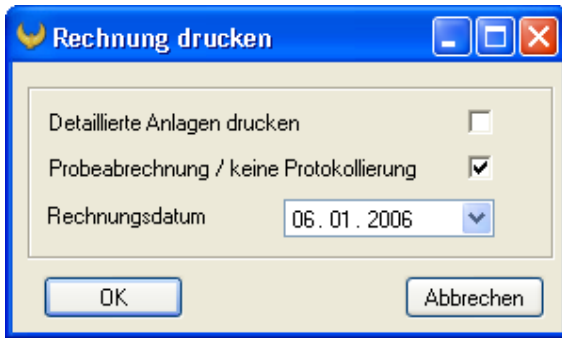 Rechnung drucken
Detaillierte Anlagen drucken
Probeabrechnung / keine Protokollierung
Rechnungsdatum 06 . 01 . 2006
OK Abbrechen